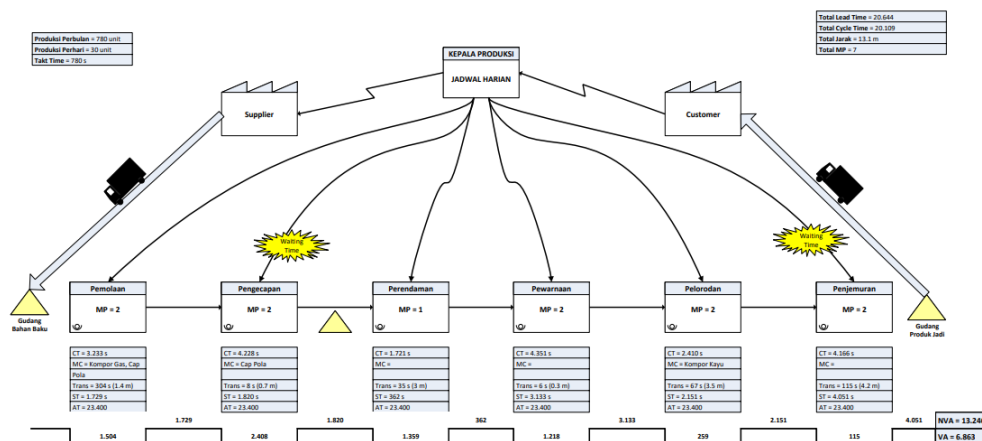 Produksi Perbulan = 780 unit
Produksi Perhari = 30 unit
Takt Time = 780 s
Total Lead Time = 20.644
Total Cycle Time = 20.109
Total Jarak = 13.1 m
Total MP = 7
KEPALA PRODUKSI
JADWAL HARIAN
Supplier
Customer
Waiting
Time
Waiting
Time
Gudang
Bahan Baku
Pemolaan
MP = 2
Pengecapan
MP = 2
Perendaman
MP = 1
Pewarnaan
MP = 2
Pelorodan
MP = 2
Penjemuran
MP = 2
Gudang
Produk Jadi
CT = 3.233 s
MC = Kompor Gas, Cap
Pola
Trans = 304 s (1.4 m)
ST = 1.729 s
AT = 23.400
CT = 4.228 s
MC = Cap Pola
Trans = 8 s (0.7 m)
ST = 1.820 s
AT = 23.400
CT = 1.721 s
MC =
Trans = 35 s (3 m)
ST = 362 s
AT = 23.400
CT = 4.351 s
MC =
Trans = 6 s (0.3 m)
ST = 3.133 s
AT = 23.400
CT = 2.410 s
MC = Kompor Kayu
Trans = 67 s (3.5 m)
ST = 2.151 s
AT = 23.400
CT = 4.166 s
MC =
Trans = 115 s (4.2 m)
ST = 4.051 s
AT = 23.400
1.729 1.820 362 3.133 2.151 4.051
NVA = 13.24
1.504 2.408 1.359 1.218 259 115
VA = 6.863